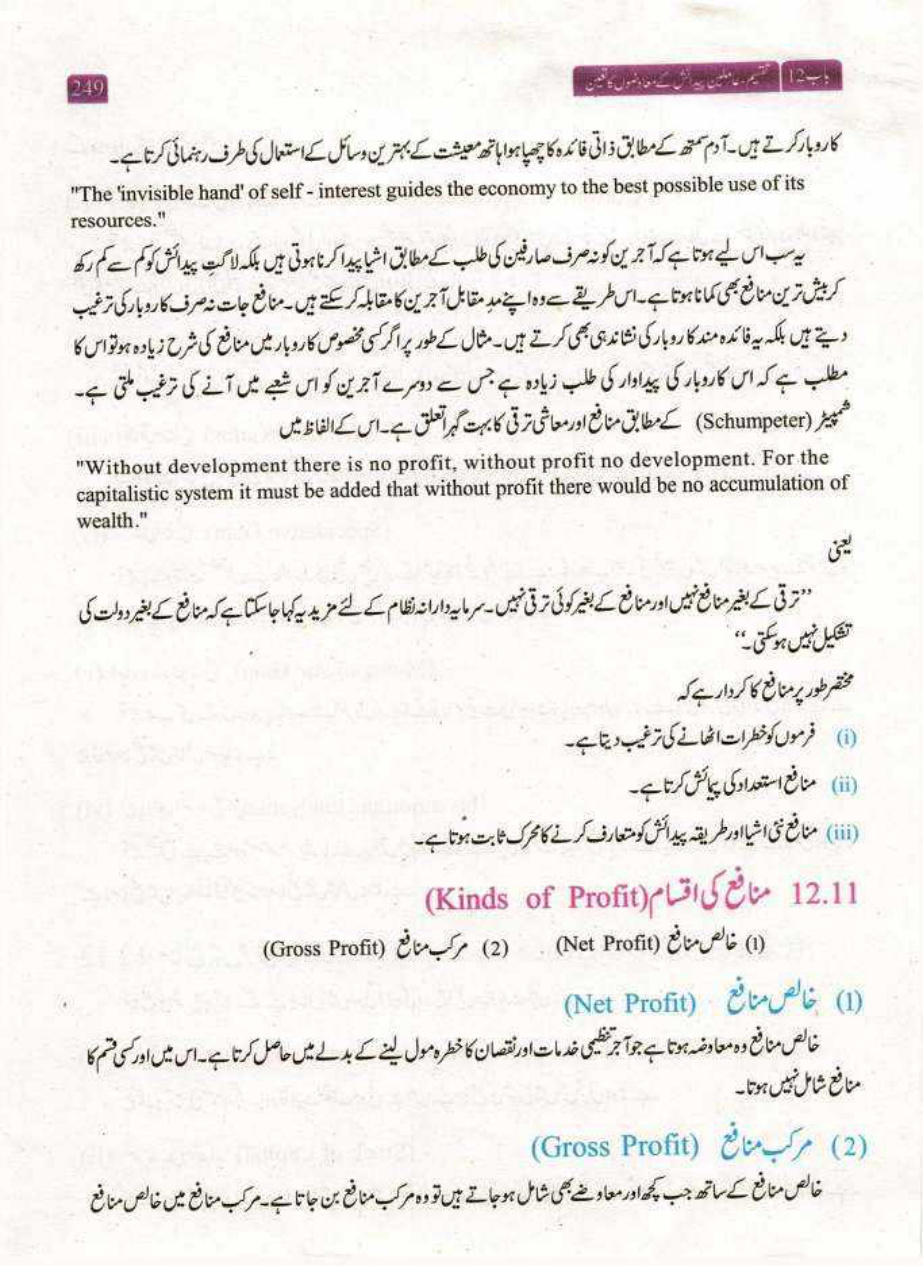 باب 12 تقسیم۔ عاملین پیدائش کے معاوضوں کا تعین
249
کاروبار کرتے ہیں۔ آدم سمتھ کے مطابق ذاتی فائدہ کا چھپا ہوا ہاتھ معیشت کے بہترین وسائل کے استعمال کی طرف رہنمائی کرتا ہے۔
"The 'invisible hand' of self - interest guides the economy to the best possible use of its
resources."
یہ سب اس لیے ہوتا ہے کہ آجرین کو نہ صرف صارفین کی طلب کے مطابق اشیا پیدا کرنا ہوتی ہیں بلکہ لاگتِ پیدائش کو کم سے کم رکھ
کر بیش ترین منافع بھی کمانا ہوتا ہے۔ اس طریقے سے وہ اپنے مدِ مقابل آجرین کا مقابلہ کر سکتے ہیں۔ منافع جات نہ صرف کاروبار کی ترغیب
دیتے ہیں بلکہ یہ فائدہ مند کاروبار کی نشاندہی بھی کرتے ہیں۔ مثال کے طور پر اگر کسی مخصوص کاروبار میں منافع کی شرح زیادہ ہو تو اس کا
مطلب ہے کہ اس کاروبار کی پیداوار کی طلب زیادہ ہے جس سے دوسرے آجرین کو اس شعبے میں آنے کی ترغیب ملتی ہے۔
شمپیٹر (Schumpeter) کے مطابق منافع اور معاشی ترقی کا بہت گہرا تعلق ہے۔ اس کے الفاظ میں
"Without development there is no profit, without profit no development. For the
capitalistic system it must be added that without profit there would be no accumulation of
wealth."
یعنی
’’ترقی کے بغیر منافع نہیں اور منافع کے بغیر کوئی ترقی نہیں۔ سرمایہ دارانہ نظام کے لئے مزید یہ کہا جا سکتا ہے کہ منافع کے بغیر دولت کی
تشکیل نہیں ہو سکتی۔‘‘
مختصر طور پر منافع کا کردار ہے کہ
(i) فرموں کو خطرات اٹھانے کی ترغیب دیتا ہے۔
(ii) منافع استعداد کی پیمائش کرتا ہے۔
(iii) منافع نئی اشیا اور طریقہ پیدائش کو متعارف کرنے کا محرک ثابت ہوتا ہے۔
12.11 منافع کی اقسام (Kinds of Profit)
(1) خالص منافع (Net Profit) (2) مرکب منافع (Gross Profit)
(1) خالص منافع (Net Profit)
خالص منافع وہ معاوضہ ہوتا ہے جو آجر تنظیمی خدمات اور نقصان کا خطرہ مول لینے کے بدلے میں حاصل کرتا ہے۔ اس میں اور کسی قسم کا
منافع شامل نہیں ہوتا۔
(2) مرکب منافع (Gross Profit)
خالص منافع کے ساتھ جب کچھ اور معاوضے بھی شامل ہو جاتے ہیں تو وہ مرکب منافع بن جاتا ہے۔ مرکب منافع میں خالص منافع